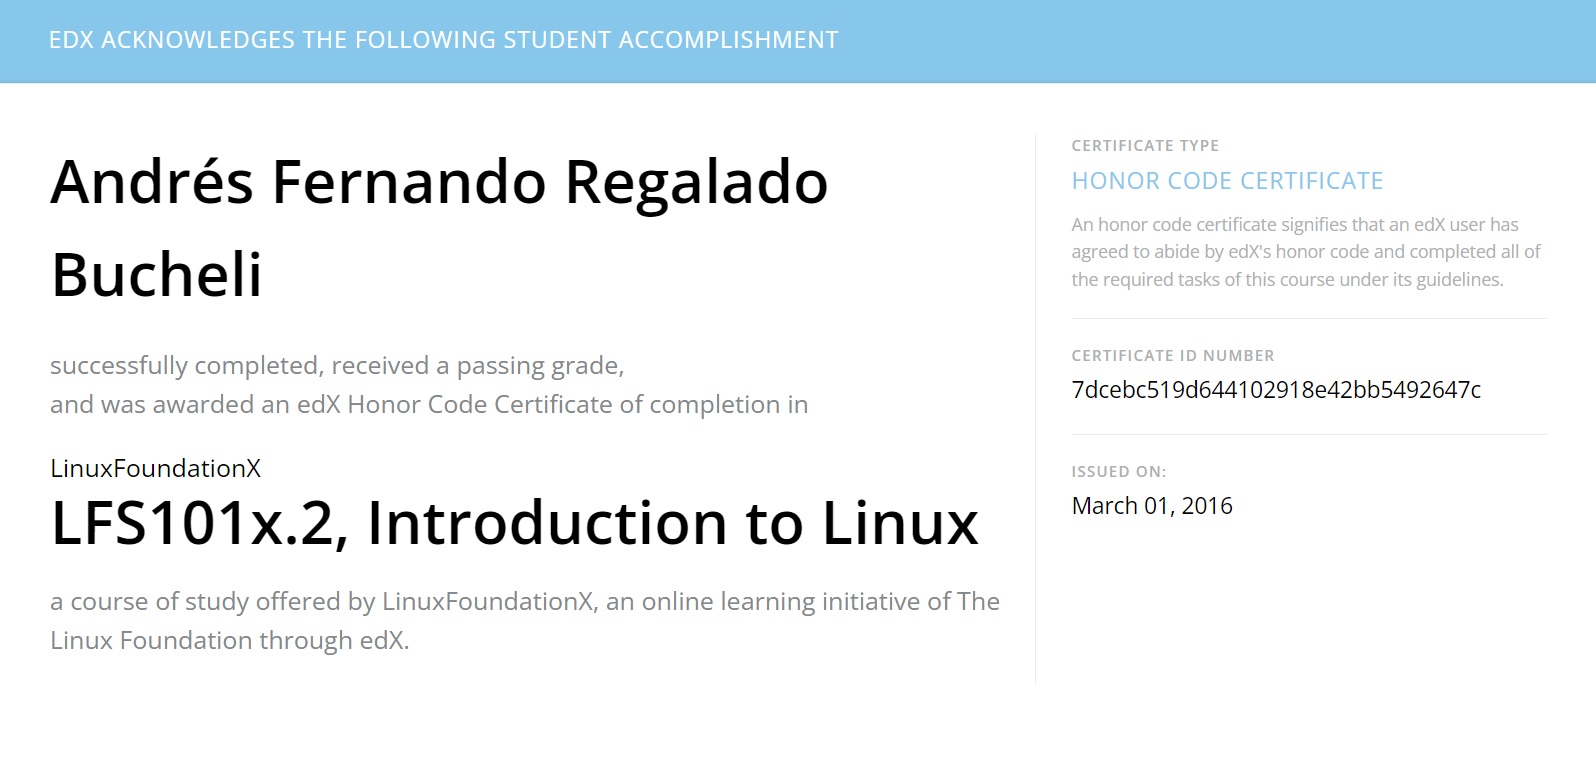 EDX ACKNOWLEDGES THE FOLLOWING STUDENT ACCOMPLISHMENT
Andrés Fernando Regalado
Bucheli
successfully completed, received a passing grade,
and was awarded an edX Honor Code Certificate of completion in
LinuxFoundationX
LFS101x.2, Introduction to Linux
a course of study offered by LinuxFoundationX, an online learning initiative of The
Linux Foundation through edX.
CERTIFICATE TYPE
HONOR CODE CERTIFICATE
An honor code certificate signifies that an edX user has
agreed to abide by edX's honor code and completed all of
the required tasks of this course under its guidelines.
CERTIFICATE ID NUMBER
7dcebc519d644102918e42bb5492647c
ISSUED ON:
March 01, 2016